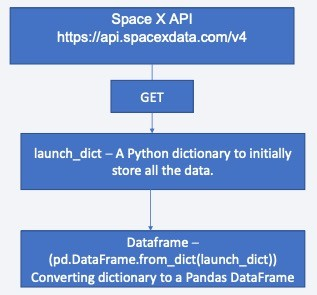 Space X API
https://api.spacexdata.com/v4
GET
launch_dict – A Python dictionary to initially
store all the data.
Dataframe –
(pd.DataFrame.from_dict(launch_dict))
Converting dictionary to a Pandas DataFrame